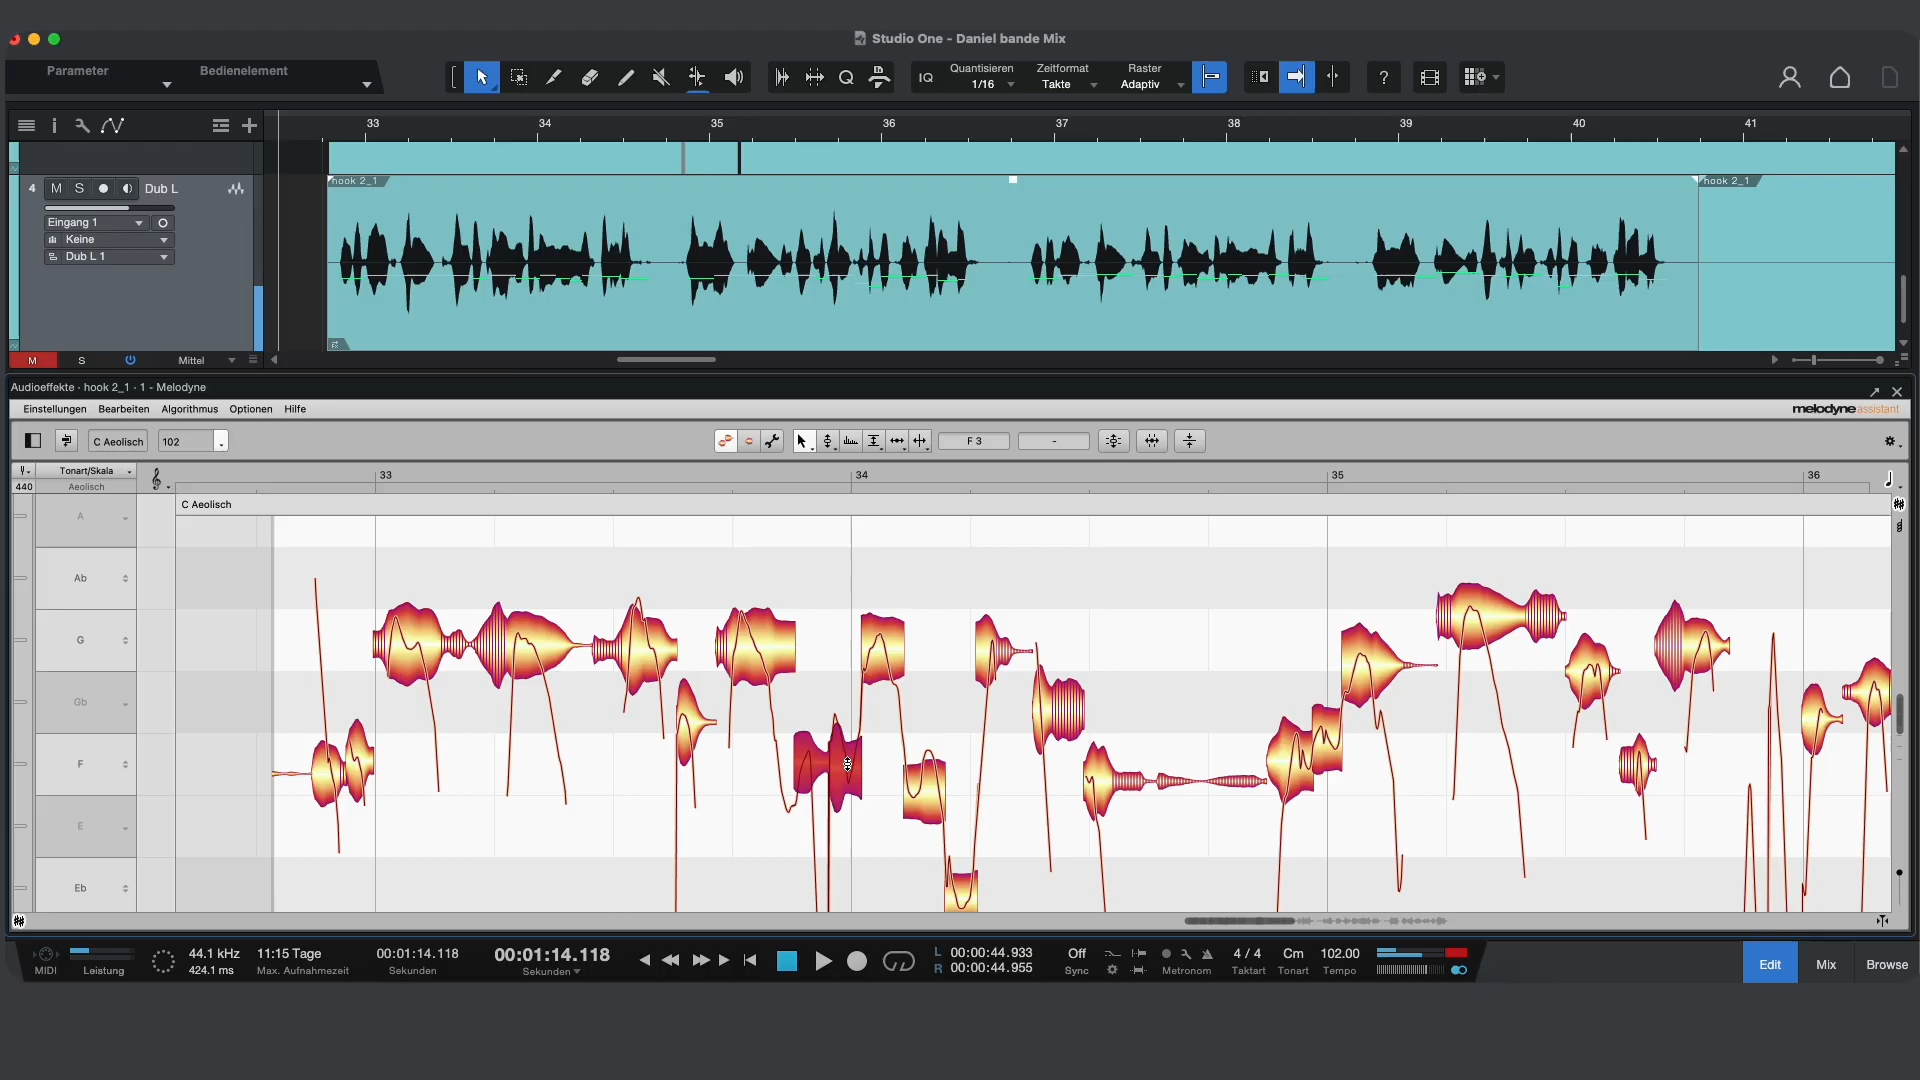 Studio One - Daniel bande Mix
Parameter
Bedienelement
IQ
Quantisieren
1/16
Zeitformat
Takte
Raster
Adaptiv
?
33 34 35 36 37 38 39 40 41
4 M S Dub L
Eingang 1
Keine
Dub L 1
hook 2_1
hook 2_1
M S Mittel
Audioeffekte · hook 2_1 · 1 - Melodyne
Einstellungen Bearbeiten Algorithmus Optionen Hilfe
melodyne assistant
C Aeolisch 102
F 3
-
Tonart/Skala
440 Aeolisch
33 34 35 36
C Aeolisch
A
Ab
G
Gb
F
E
Eb
MIDI
Leistung
44.1 kHz
424.1 ms
11:15 Tage
Max. Aufnahmezeit
00:01:14.118
Sekunden
00:01:14.118
Sekunden
L 00:00:44.933
R 00:00:44.955
Off
Sync
Metronom
4 / 4
Taktart
Cm
Tonart
102.00
Tempo
Edit
Mix
Browse